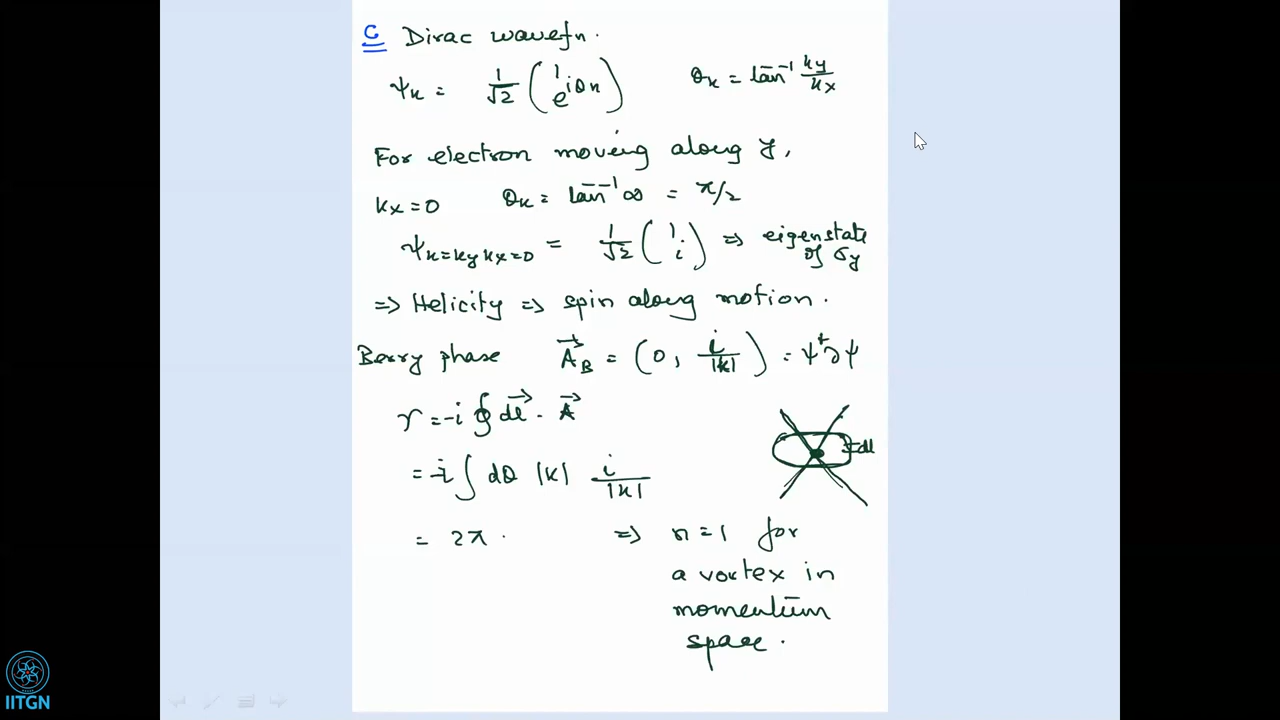 C Dirac wavefn.
ψk = 1/√2 ( 1 e^iθk ) θk = tan⁻¹ ky/kx
For electron moving along y,
kx=0 θk = tan⁻¹ ∞ = π/2
ψk=ky kx=0 = 1/√2 ( 1 i ) ⇒ eigenstate of σy
⇒ Helicity ⇒ spin along motion.
Berry phase A⃗B = (0, i/|k|) = ψ†∂ψ
γ = -i ∮ dl⃗ . A⃗
= -i ∫ dθ |k| i/|k|
dl
= 2π . ⇒ n=1 for
a vortex in
momentum
space.
IITGN